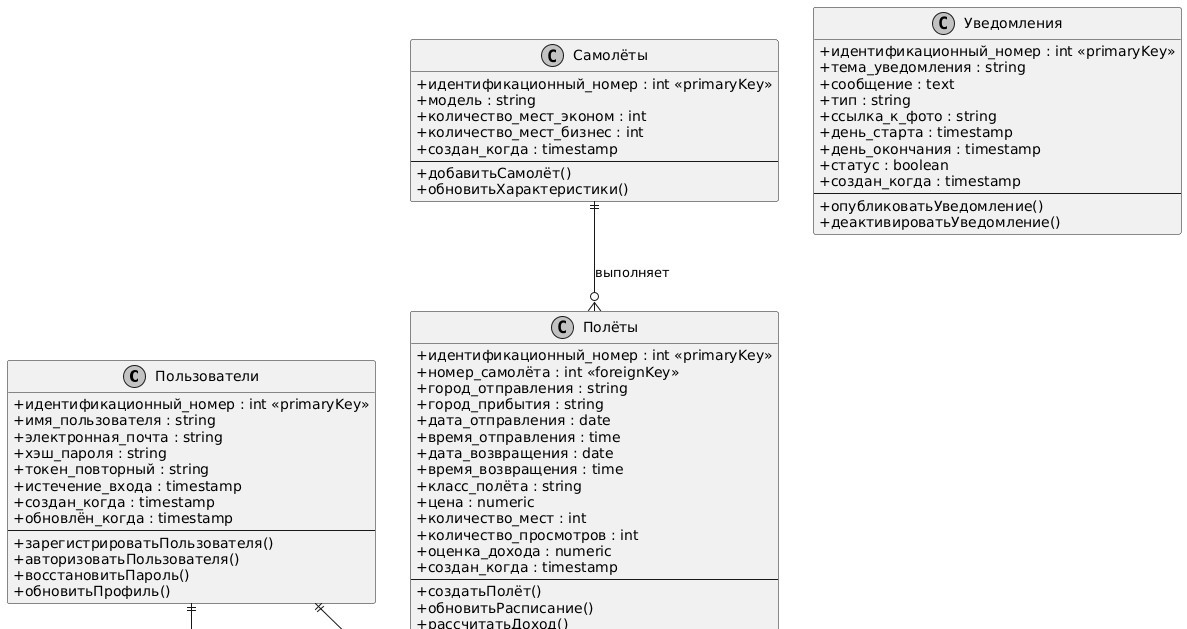 C Самолёты
+идентификационный_номер : int «primaryKey»
+модель : string
+количество_мест_эконом : int
+количество_мест_бизнес : int
+создан_когда : timestamp
+добавитьСамолёт()
+обновитьХарактеристики()
C Уведомления
+идентификационный_номер : int «primaryKey»
+тема_уведомления : string
+сообщение : text
+тип : string
+ссылка_к_фото : string
+день_старта : timestamp
+день_окончания : timestamp
+статус : boolean
+создан_когда : timestamp
+опубликоватьУведомление()
+деактивироватьУведомление()
выполняет
C Пользователи
+идентификационный_номер : int «primaryKey»
+имя_пользователя : string
+электронная_почта : string
+хэш_пароля : string
+токен_повторный : string
+истечение_входа : timestamp
+создан_когда : timestamp
+обновлён_когда : timestamp
+зарегистрироватьПользователя()
+авторизоватьПользователя()
+восстановитьПароль()
+обновитьПрофиль()
C Полёты
+идентификационный_номер : int «primaryKey»
+номер_самолёта : int «foreignKey»
+город_отправления : string
+город_прибытия : string
+дата_отправления : date
+время_отправления : time
+дата_возвращения : date
+время_возвращения : time
+класс_полёта : string
+цена : numeric
+количество_мест : int
+количество_просмотров : int
+оценка_дохода : numeric
+создан_когда : timestamp
+создатьПолёт()
+обновитьРасписание()
+рассчитатьДоход()